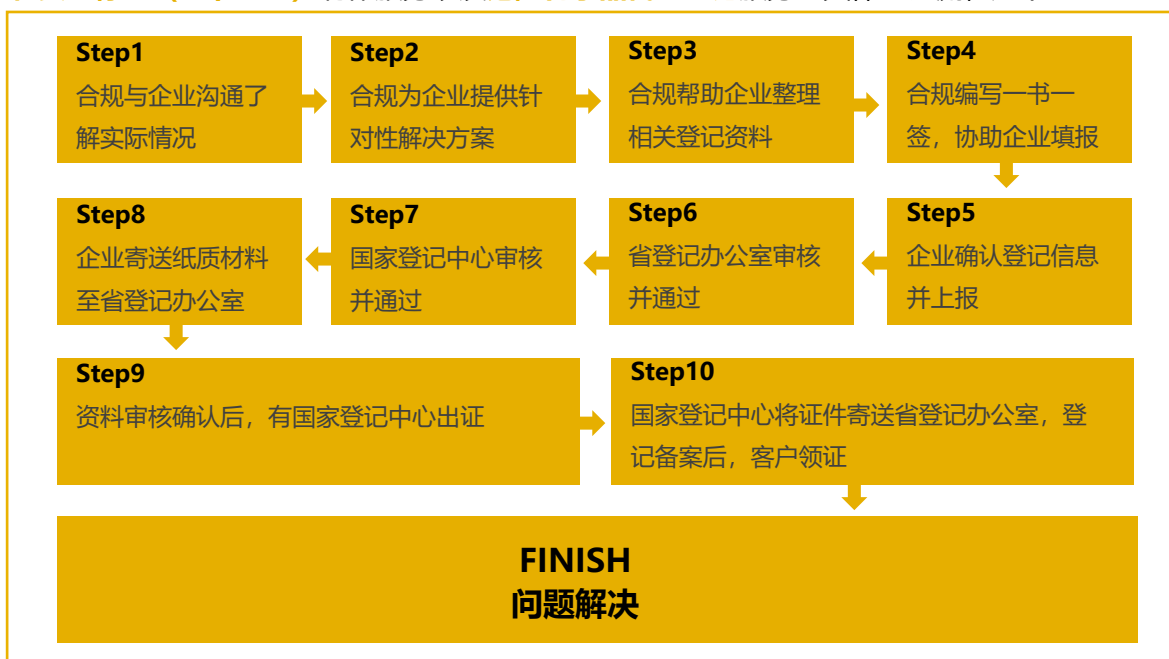 Step1
合规与企业沟通了
解实际情况
Step2
合规为企业提供针
对性解决方案
Step3
合规帮助企业整理
相关登记资料
Step4
合规编写一书一
签，协助企业填报
Step5
企业确认登记信息
并上报
Step6
省登记办公室审核
并通过
Step7
国家登记中心审核
并通过
Step8
企业寄送纸质材料
至省登记办公室
Step9
资料审核确认后，有国家登记中心出证
Step10
国家登记中心将证件寄送省登记办公室，登
记备案后，客户领证
FINISH
问题解决